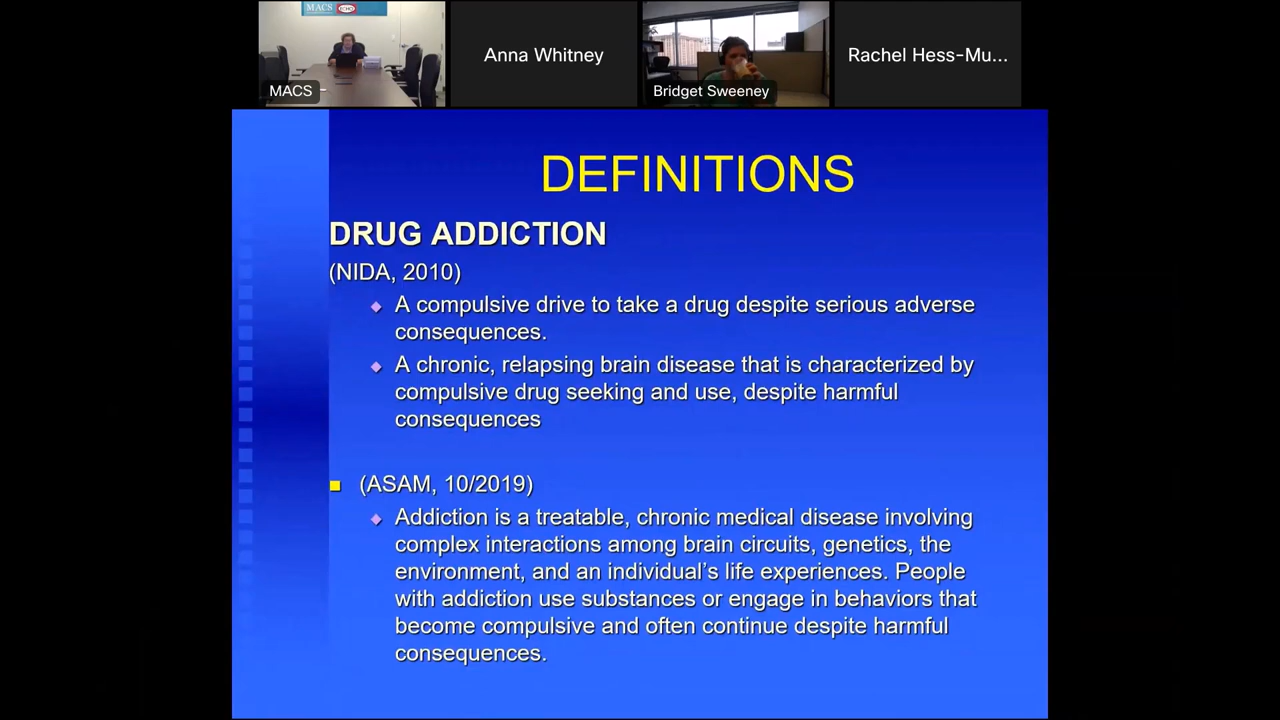 MACS
ECHO
MACS
Anna Whitney
Bridget Sweeney
Rachel Hess-Mu...
DEFINITIONS
DRUG ADDICTION
(NIDA, 2010)
A compulsive drive to take a drug despite serious adverse
consequences.
A chronic, relapsing brain disease that is characterized by
compulsive drug seeking and use, despite harmful
consequences
(ASAM, 10/2019)
Addiction is a treatable, chronic medical disease involving
complex interactions among brain circuits, genetics, the
environment, and an individual’s life experiences. People
with addiction use substances or engage in behaviors that
become compulsive and often continue despite harmful
consequences.